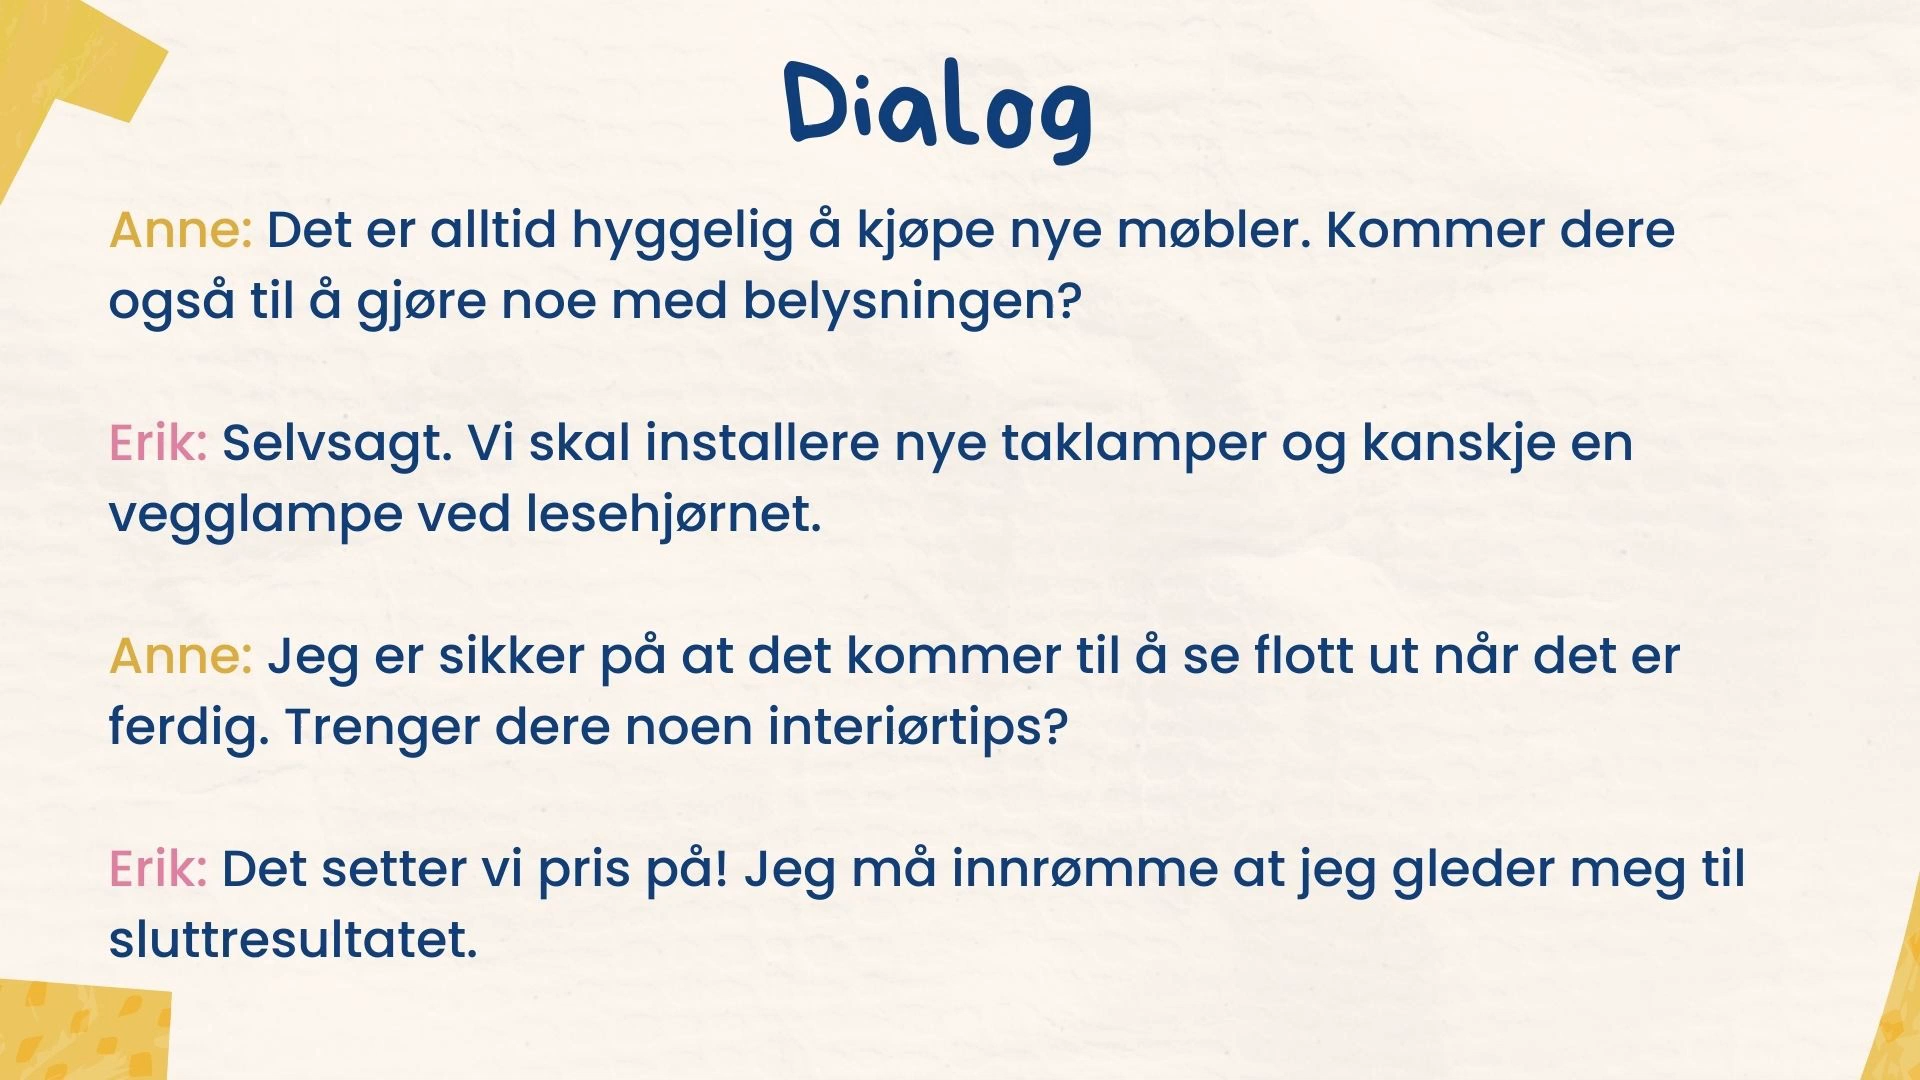 Dialog
Anne: Det er alltid hyggelig å kjøpe nye møbler. Kommer dere
også til å gjøre noe med belysningen?
Erik: Selvsagt. Vi skal installere nye taklamper og kanskje en
vegglampe ved lesehjørnet.
Anne: Jeg er sikker på at det kommer til å se flott ut når det er
ferdig. Trenger dere noen interiørtips?
Erik: Det setter vi pris på! Jeg må innrømme at jeg gleder meg til
sluttresultatet.